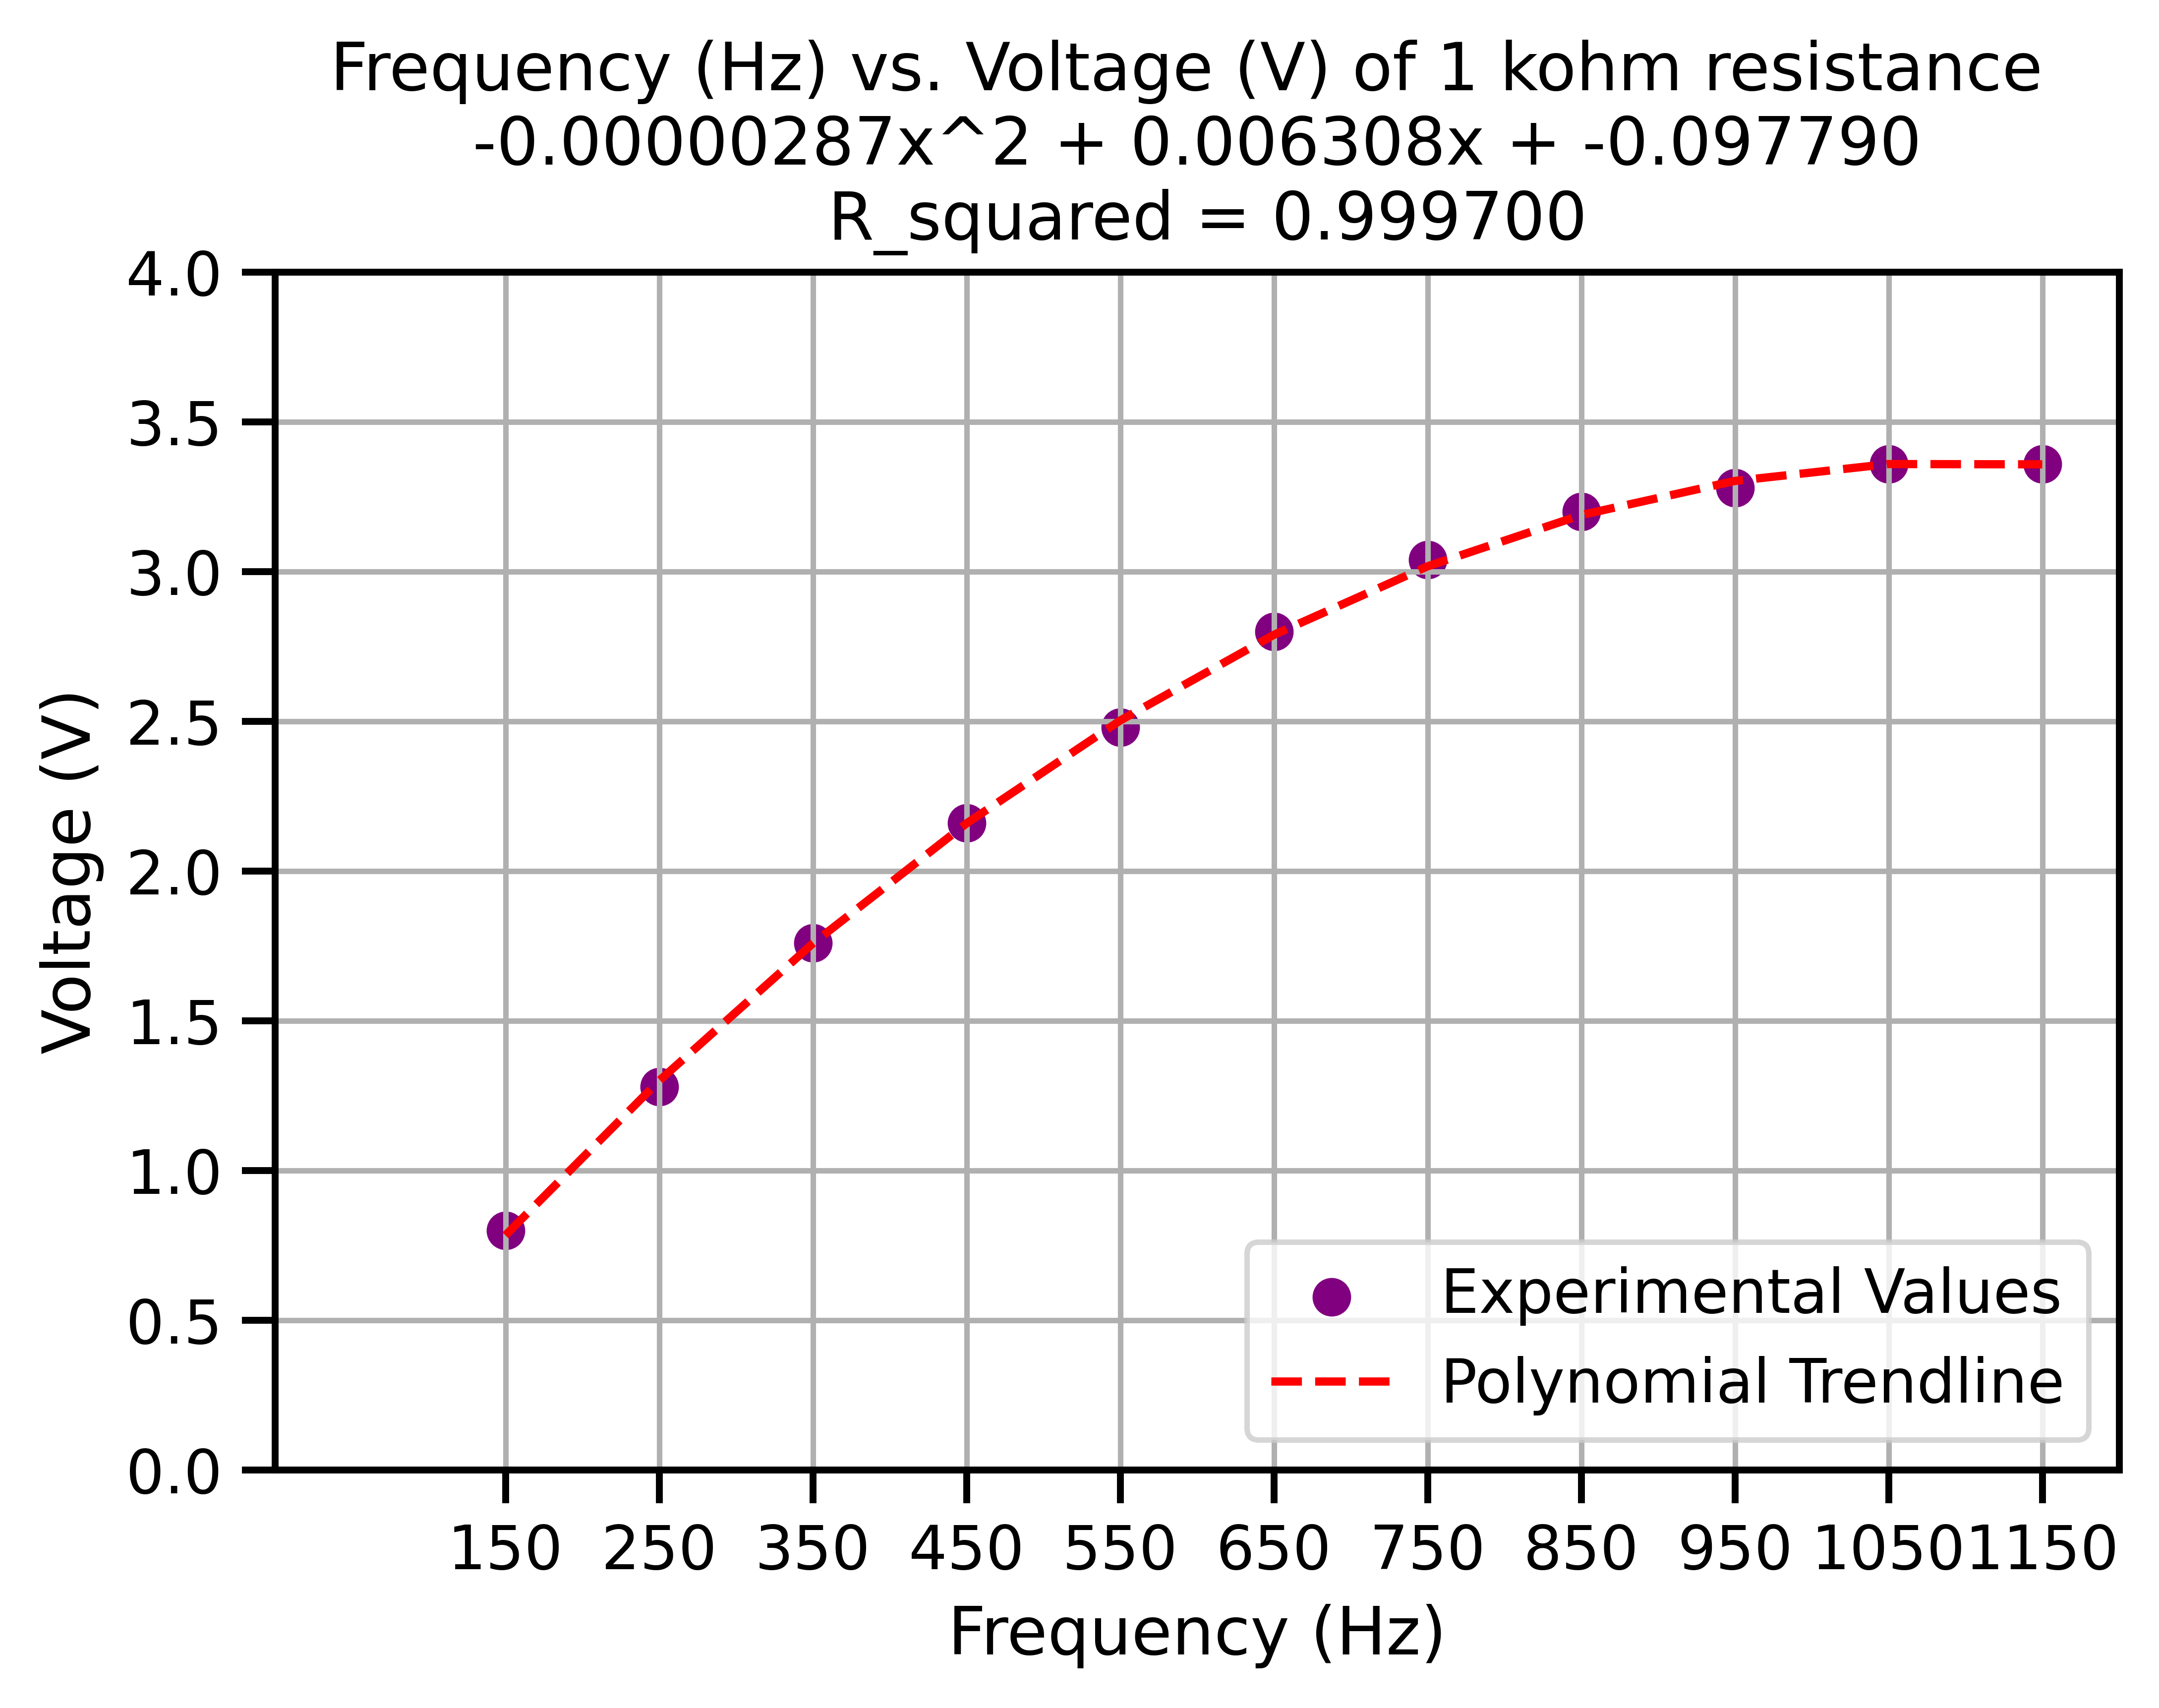 Frequency (Hz) vs. Voltage (V) of 1 kohm resistance
-0.00000287x^2 + 0.006308x + -0.097790
R_squared = 0.999700
4.0
3.5
3.0
2.5
2.0
1.5
1.0
0.5
0.0
Voltage (V)
Experimental Values
Polynomial Trendline
150 250 350 450 550 650 750 850 950 1050 1150
Frequency (Hz)